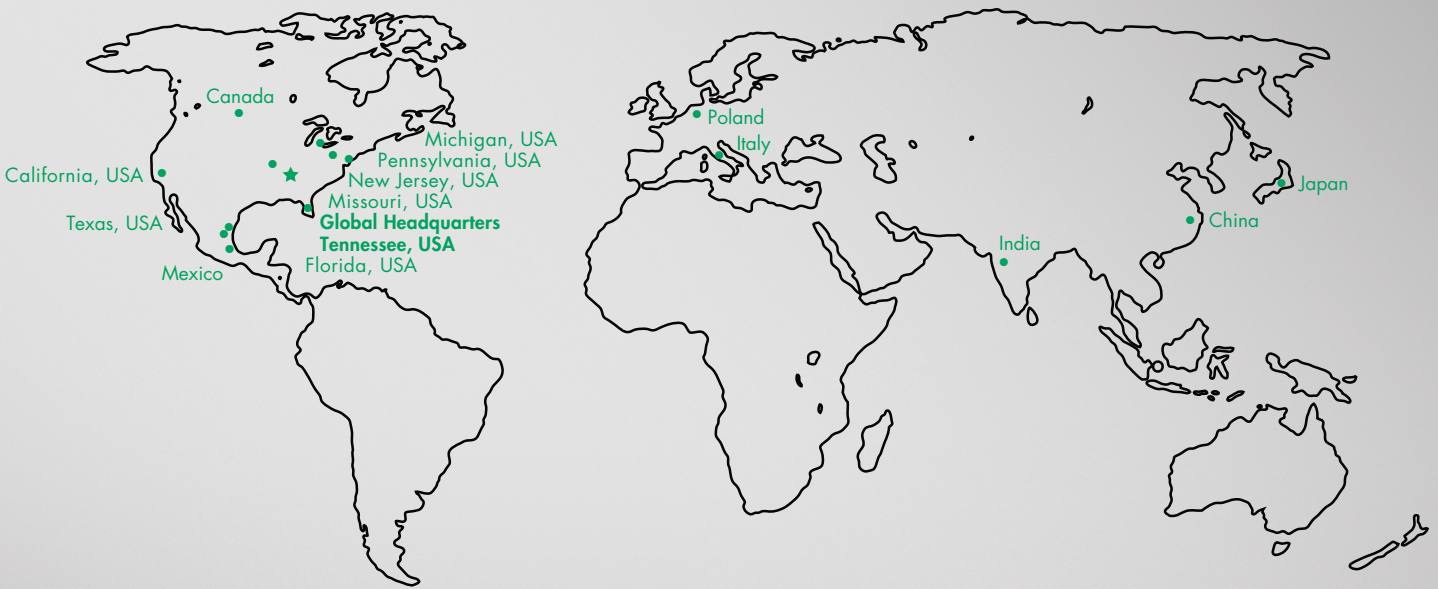 Canada
Michigan, USA
Pennsylvania, USA
California, USA
New Jersey, USA
Missouri, USA
Texas, USA
Global Headquarters
Tennessee, USA
Florida, USA
Mexico
Poland
Italy
Japan
China
India